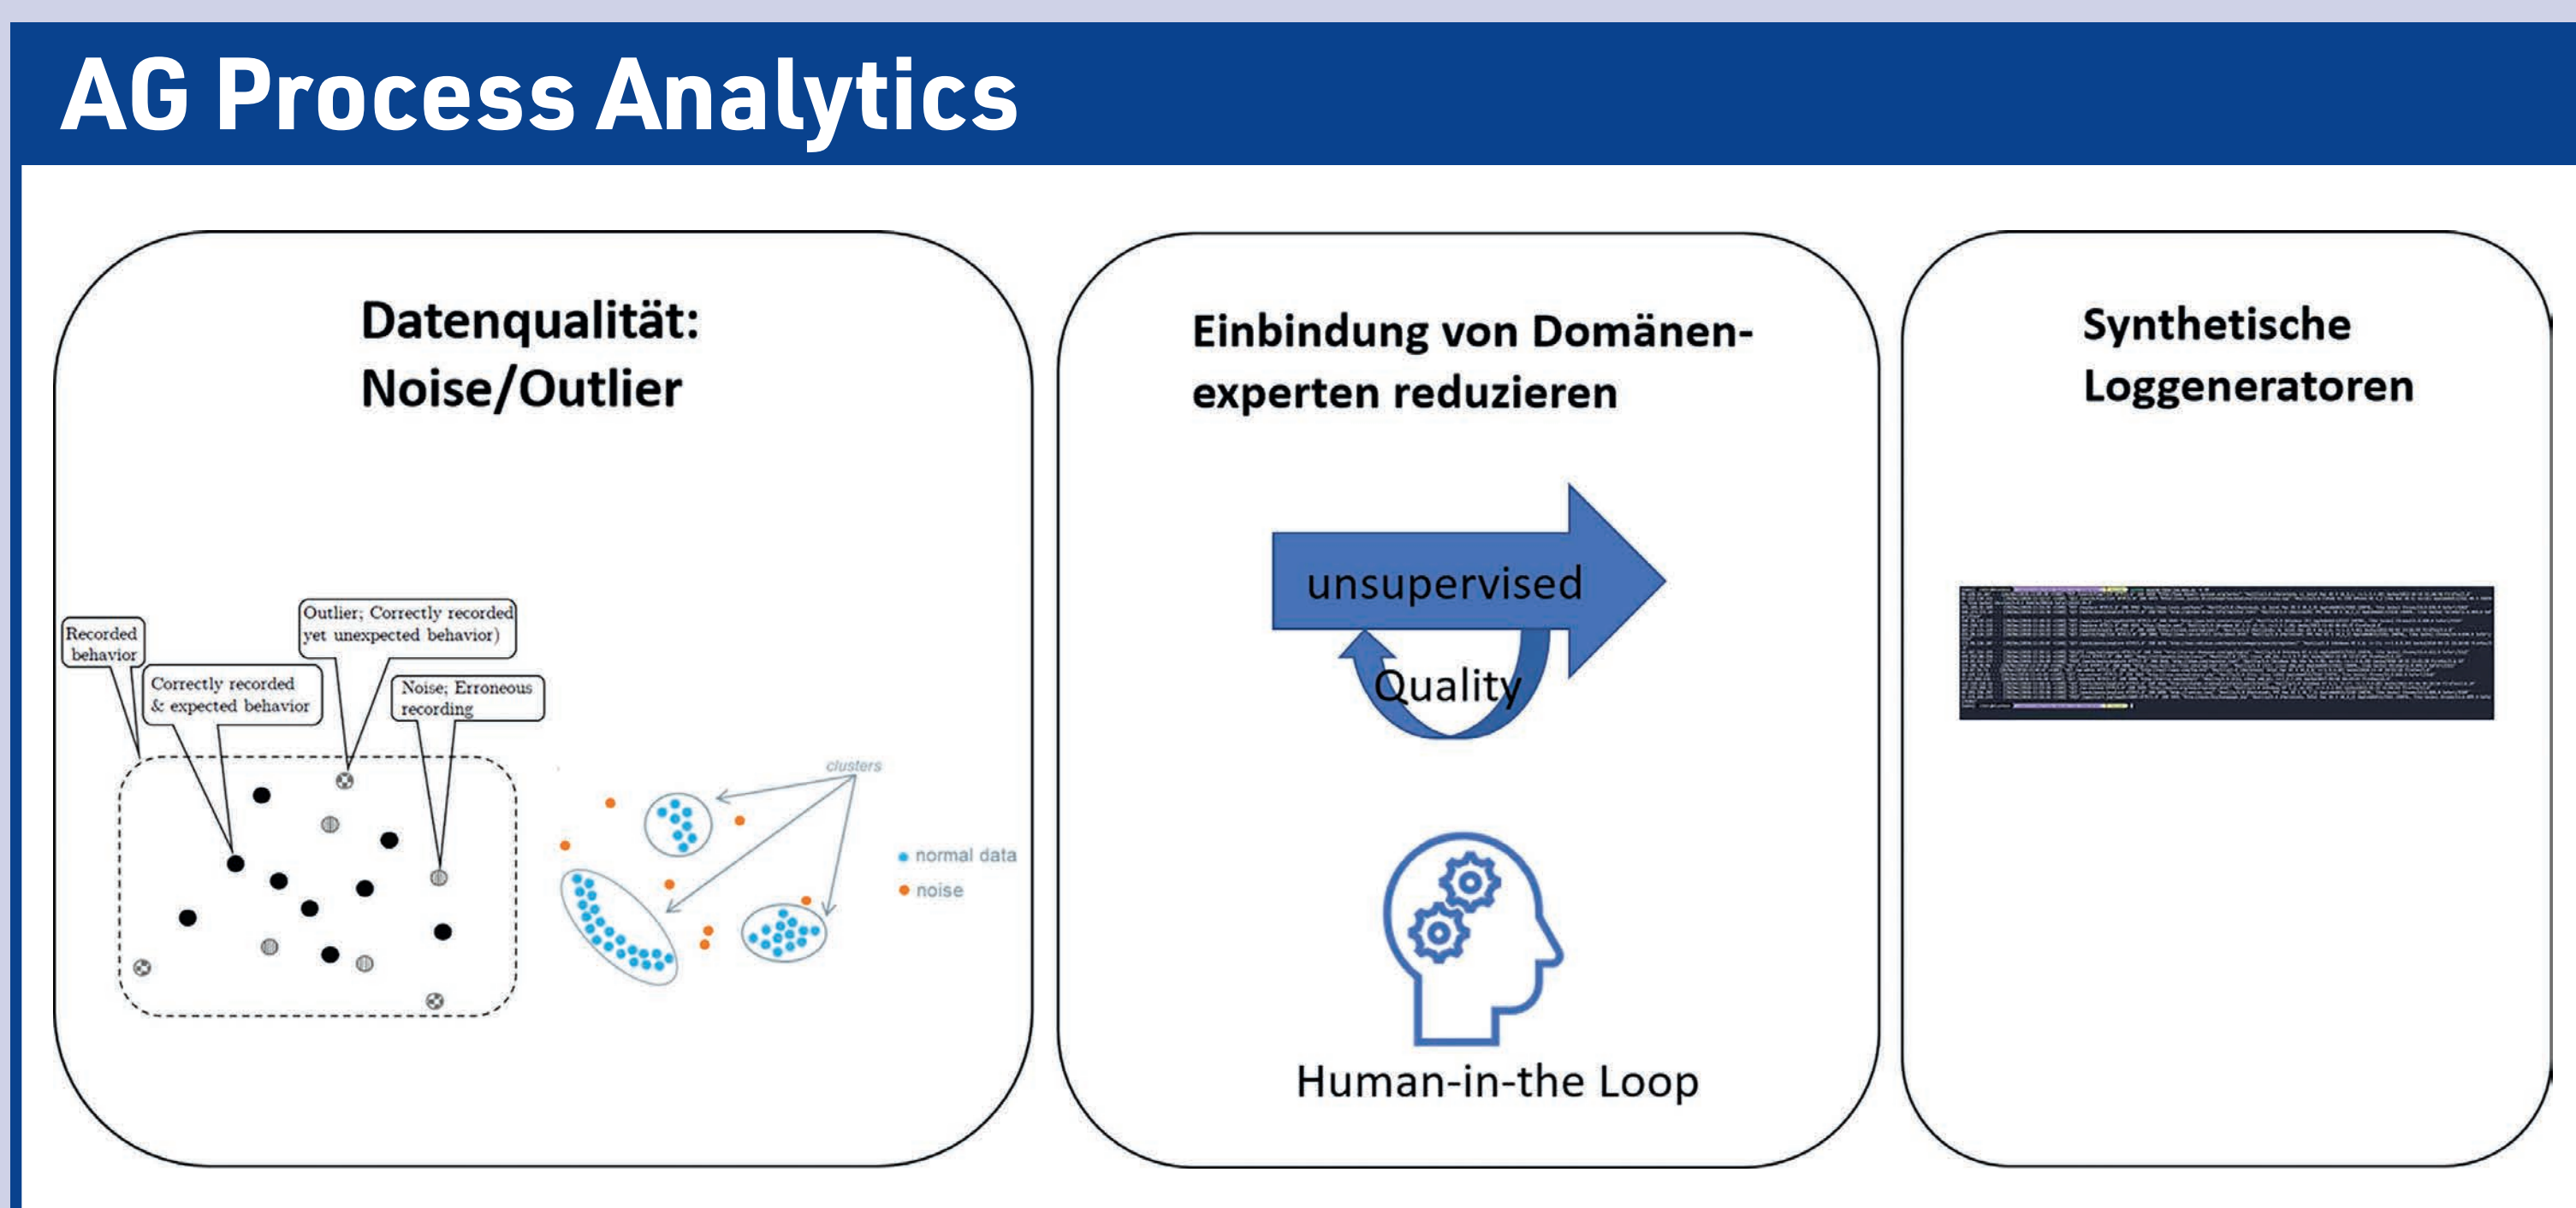 AG Process Analytics
Datenqualität:
Noise/Outlier
Recorded
behavior
Correctly recorded
& expected behavior
Outlier; Correctly recorded
yet unexpected behavior)
Noise; Erroneous
recording
clusters
normal data
noise
Einbindung von Domänen-
experten reduzieren
unsupervised
Quality
Human-in-the Loop
Synthetische
Loggeneratoren